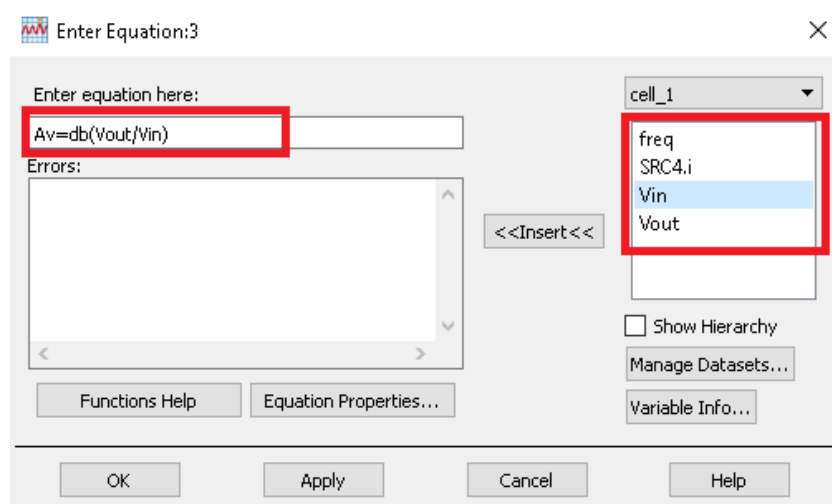 Enter Equation:3
Enter equation here:
Av=db(Vout/Vin)
Errors:
<<Insert<<
cell_1
freq
SRC4.i
Vin
Vout
Show Hierarchy
Manage Datasets...
Variable Info...
Functions Help
Equation Properties...
OK
Apply
Cancel
Help